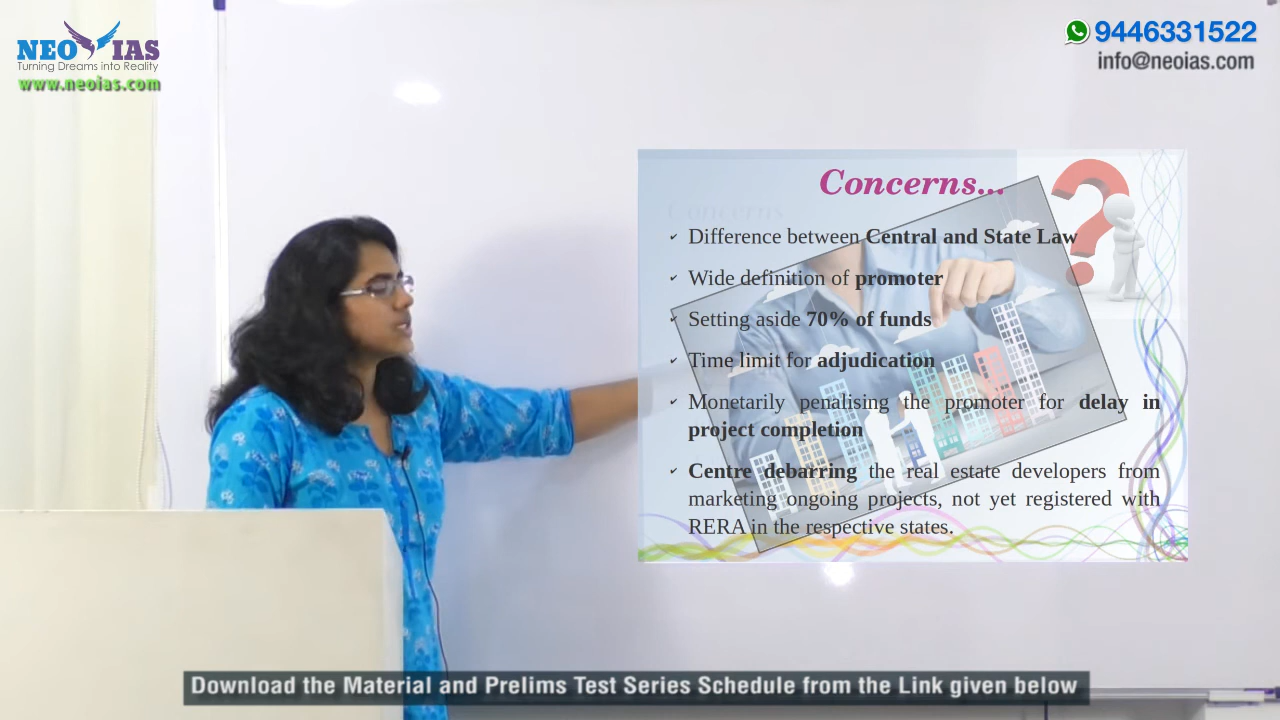 NEO IAS
Turning Dreams into Reality
www.neoias.com
9446331522
info@neoias.com
Concerns...
Concerns
✓ Difference between Central and State Law
✓ Wide definition of promoter
✓ Setting aside 70% of funds
✓ Time limit for adjudication
✓ Monetarily penalising the promoter for delay in
project completion
✓ Centre debarring the real estate developers from
marketing ongoing projects, not yet registered with
RERA in the respective states.
Download the Material and Prelims Test Series Schedule from the Link given below